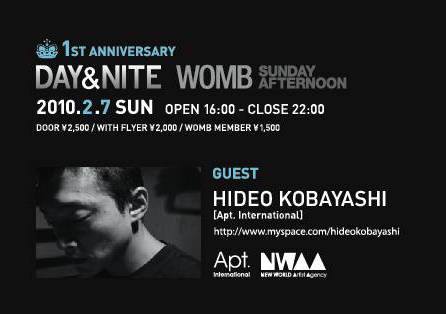 1ST ANNIVERSARY
DAY&NITE WOMB SUNDAY AFTERNOON
2010.2.7 SUN OPEN 16:00 - CLOSE 22:00
DOOR ¥2,500 / WITH FLYER ¥2,000 / WOMB MEMBER ¥1,500
GUEST
HIDEO KOBAYASHI
[Apt. International]
http://www.myspace.com/hideokobayashi
Apt. NWAA
International NEW WORLD Artist Agency